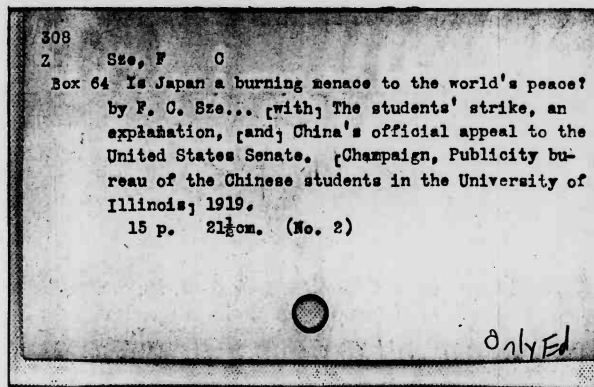 308
Z Sze, F C
Box 64 Is Japan a burning menace to the world's peace?
by F. C. Sze... [with] The students' strike, an
explanation, [and] China's official appeal to the
United States Senate. [Champaign, Publicity bu-
reau of the Chinese students in the University of
Illinois] 1919.
15 p. 21½cm. (No. 2)
Only Ed